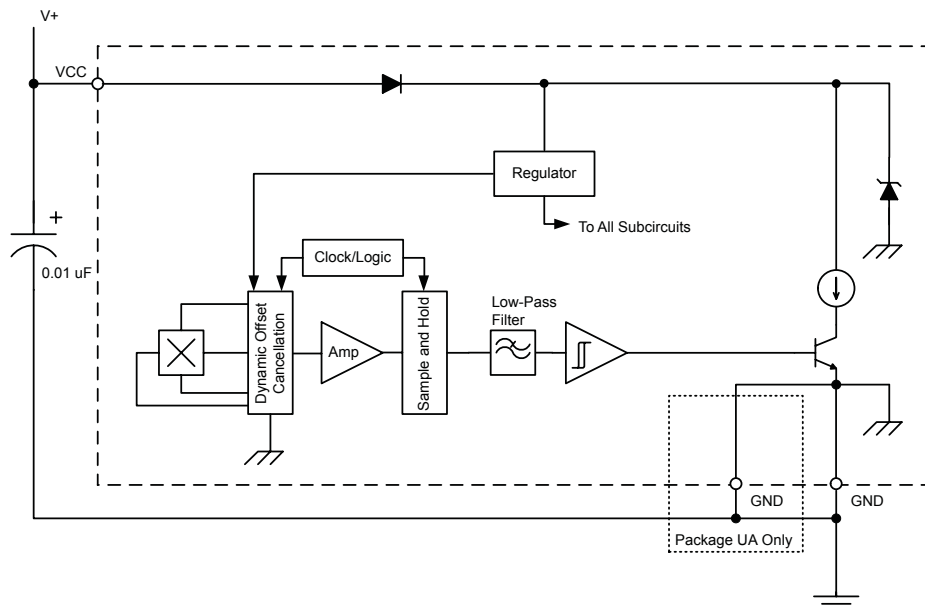 V+
VCC
Regulator
To All Subcircuits
+
0.01 uF
Clock/Logic
Dynamic Offset
Cancellation
Amp
Sample and Hold
Low-Pass
Filter
GND
GND
Package UA Only